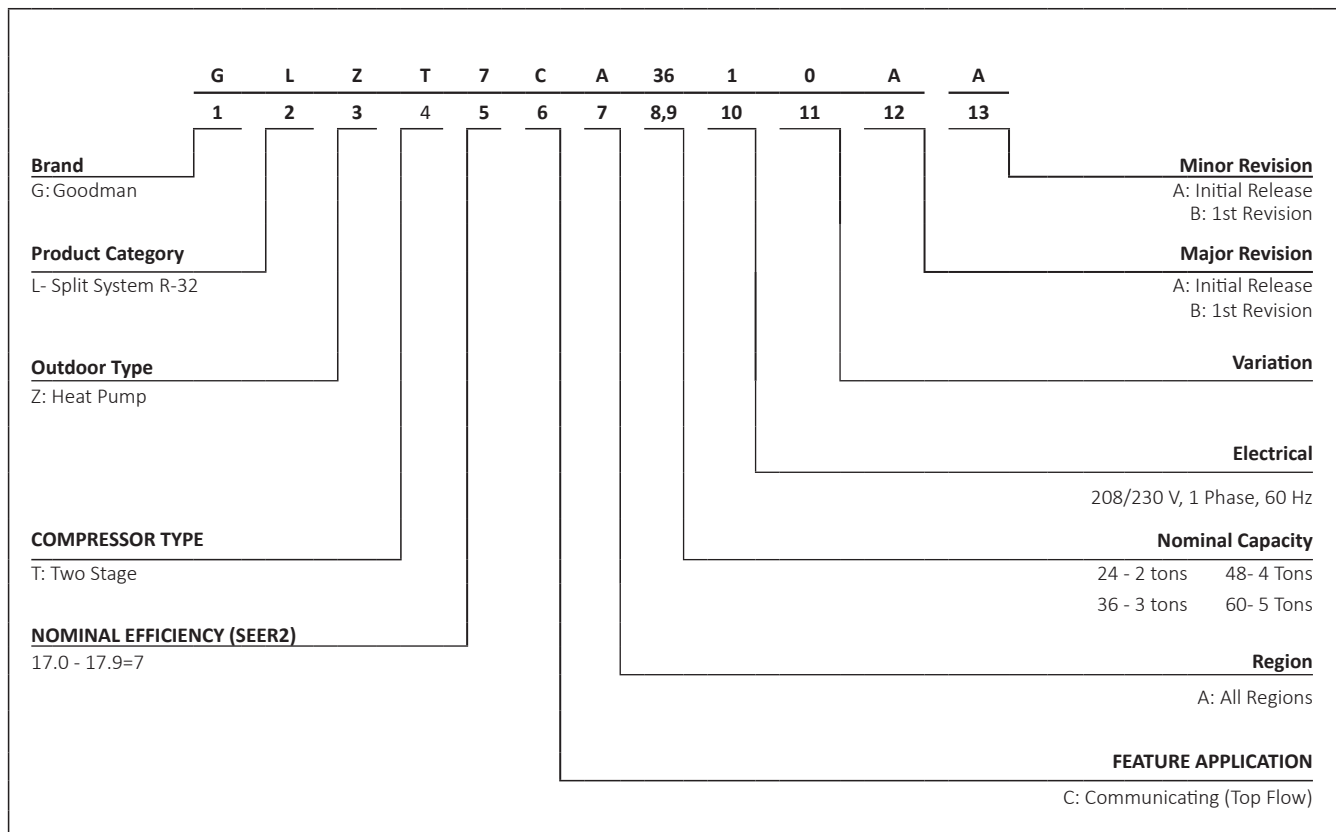 G L Z T 7 C A 36 1 0 A A
1 2 3 4 5 6 7 8,9 10 11 12 13
Brand
G: Goodman
Product Category
L- Split System R-32
Outdoor Type
Z: Heat Pump
COMPRESSOR TYPE
T: Two Stage
NOMINAL EFFICIENCY (SEER2)
17.0 - 17.9=7
Minor Revision
A: Initial Release
B: 1st Revision
Major Revision
A: Initial Release
B: 1st Revision
Variation
Electrical
208/230 V, 1 Phase, 60 Hz
Nominal Capacity
24 - 2 tons 48- 4 Tons
36 - 3 tons 60- 5 Tons
Region
A: All Regions
FEATURE APPLICATION
C: Communicating (Top Flow)